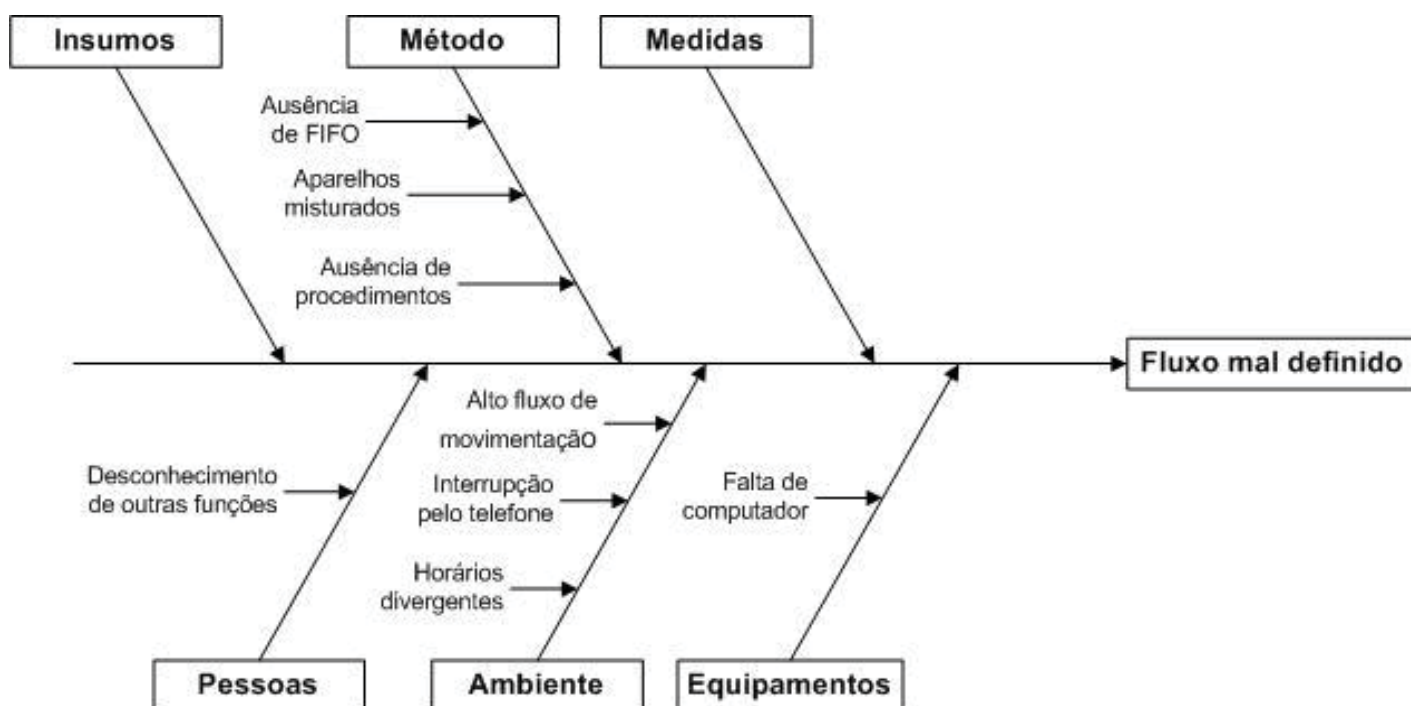 Insumos
Método
Medidas
Ausência
de FIFO
Aparelhos
misturados
Ausência de
procedimentos
Fluxo mal definido
Alto fluxo de
movimentação
Desconhecimento
de outras funções
Interrupção
pelo telefone
Falta de
computador
Horários
divergentes
Pessoas
Ambiente
Equipamentos